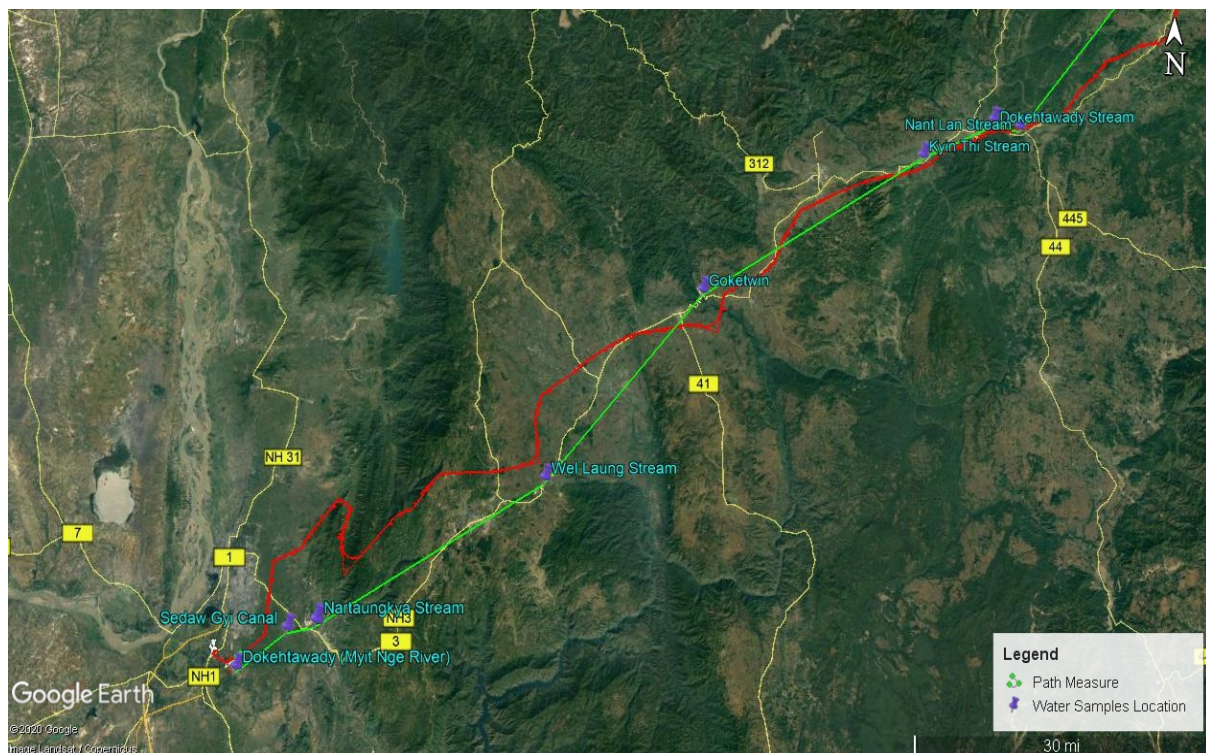 N
Nant Lan Stream
Dokehtawady Stream
Kyin Thi Stream
312
445
44
Goketwin
41
Wel Laung Stream
NH 31
7
1
Sedaw Gyi Canal
Nartaungkya Stream
NH3
3
Dokehtawady (Myit Nge River)
NH1
Legend
Path Measure
Water Samples Location
Google Earth
©2020 Google
Image Landsat / Copernicus
30 mi